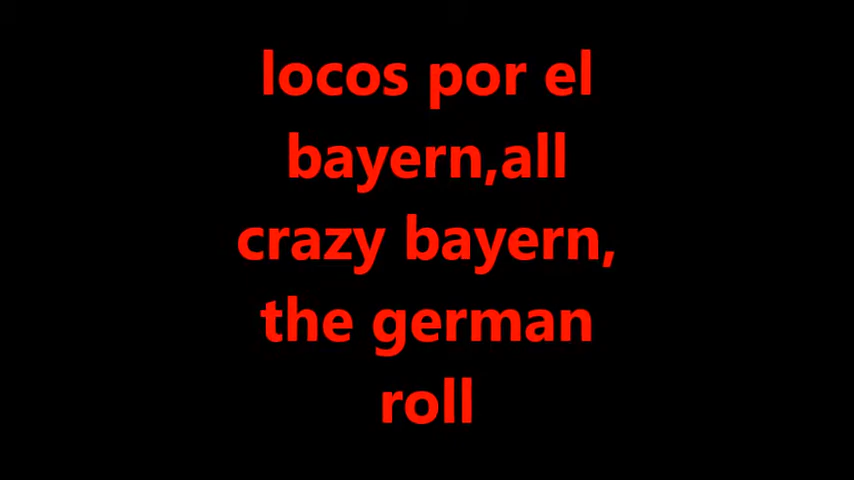 locos por el
bayern,all
crazy bayern,
the german
roll